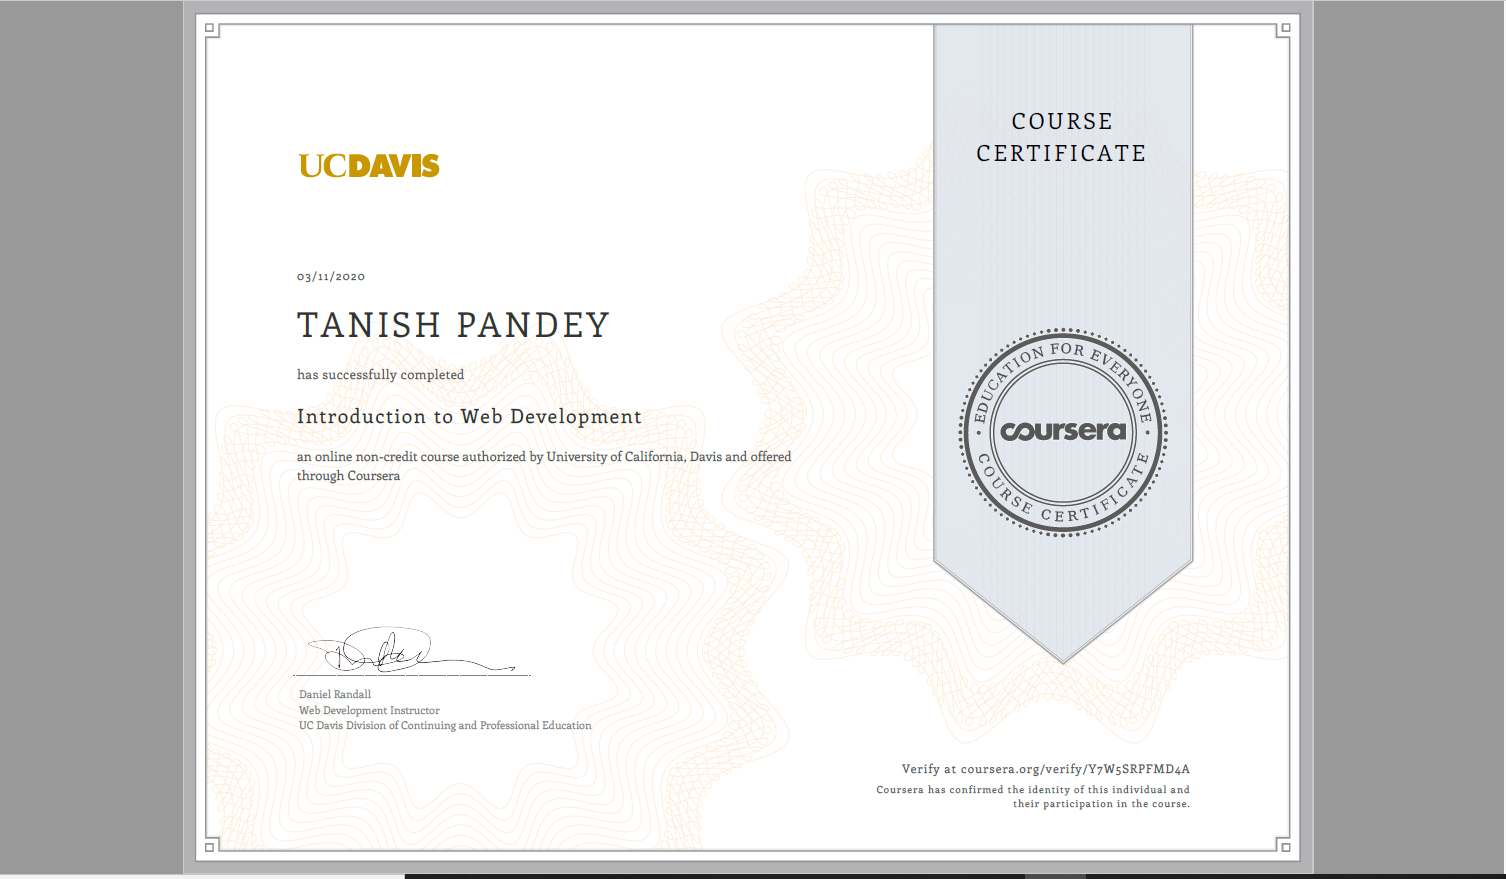 COURSE
CERTIFICATE
UCDAVIS
03/11/2020
TANISH PANDEY
has successfully completed
Introduction to Web Development
an online non-credit course authorized by University of California, Davis and offered
through Coursera
EDUCATION FOR EVERYONE
coursera
COURSE CERTIFICATE
Daniel Randall
Web Development Instructor
UC Davis Division of Continuing and Professional Education
Verify at coursera.org/verify/Y7W5SRPFMD4A
Coursera has confirmed the identity of this individual and
their participation in the course.